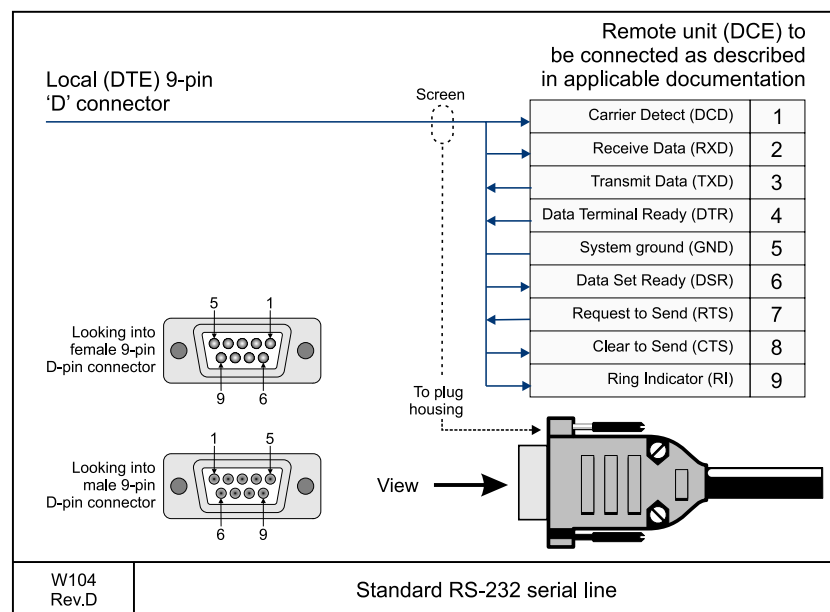 Remote unit (DCE) to
be connected as described
in applicable documentation
Local (DTE) 9-pin
‘D’ connector
Screen
Carrier Detect (DCD) 1
Receive Data (RXD) 2
Transmit Data (TXD) 3
Data Terminal Ready (DTR) 4
System ground (GND) 5
Data Set Ready (DSR) 6
Request to Send (RTS) 7
Clear to Send (CTS) 8
Ring Indicator (RI) 9
5 1
Looking into
female 9-pin
D-pin connector
9 6
To plug
housing
1 5
Looking into
male 9-pin
D-pin connector
6 9
View
W104
Rev.D
Standard RS-232 serial line